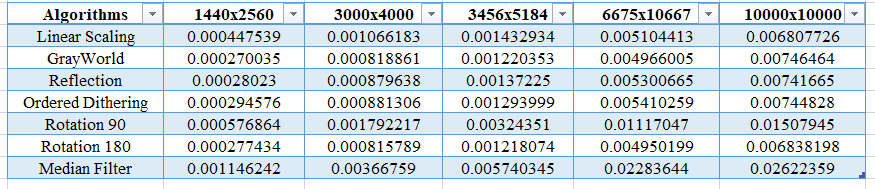 Algorithms 1440x2560 3000x4000 3456x5184 6675x10667 10000x10000
Linear Scaling 0.000447539 0.001066183 0.001432934 0.005104413 0.006807726
GrayWorld 0.000270035 0.000818861 0.001220353 0.004966005 0.00746464
Reflection 0.00028023 0.000879638 0.00137225 0.005300665 0.00741665
Ordered Dithering 0.000294576 0.000881306 0.001293999 0.005410259 0.00744828
Rotation 90 0.000576864 0.001792217 0.00324351 0.01117047 0.01507945
Rotation 180 0.000277434 0.000815789 0.001218074 0.004950199 0.006838198
Median Filter 0.001146242 0.00366759 0.005740345 0.02283644 0.02622359